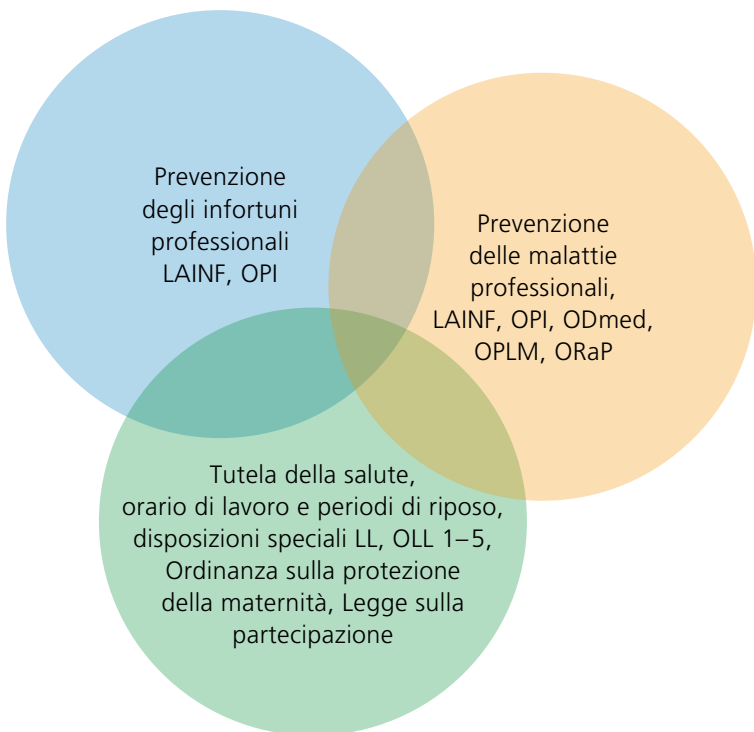 Prevenzione
degli infortuni
professionali
LAINF, OPI
Prevenzione
delle malattie
professionali,
LAINF, OPI, ODmed,
OPLM, ORaP
Tutela della salute,
orario di lavoro e periodi di riposo,
disposizioni speciali LL, OLL 1–5,
Ordinanza sulla protezione
della maternità, Legge sulla
partecipazione